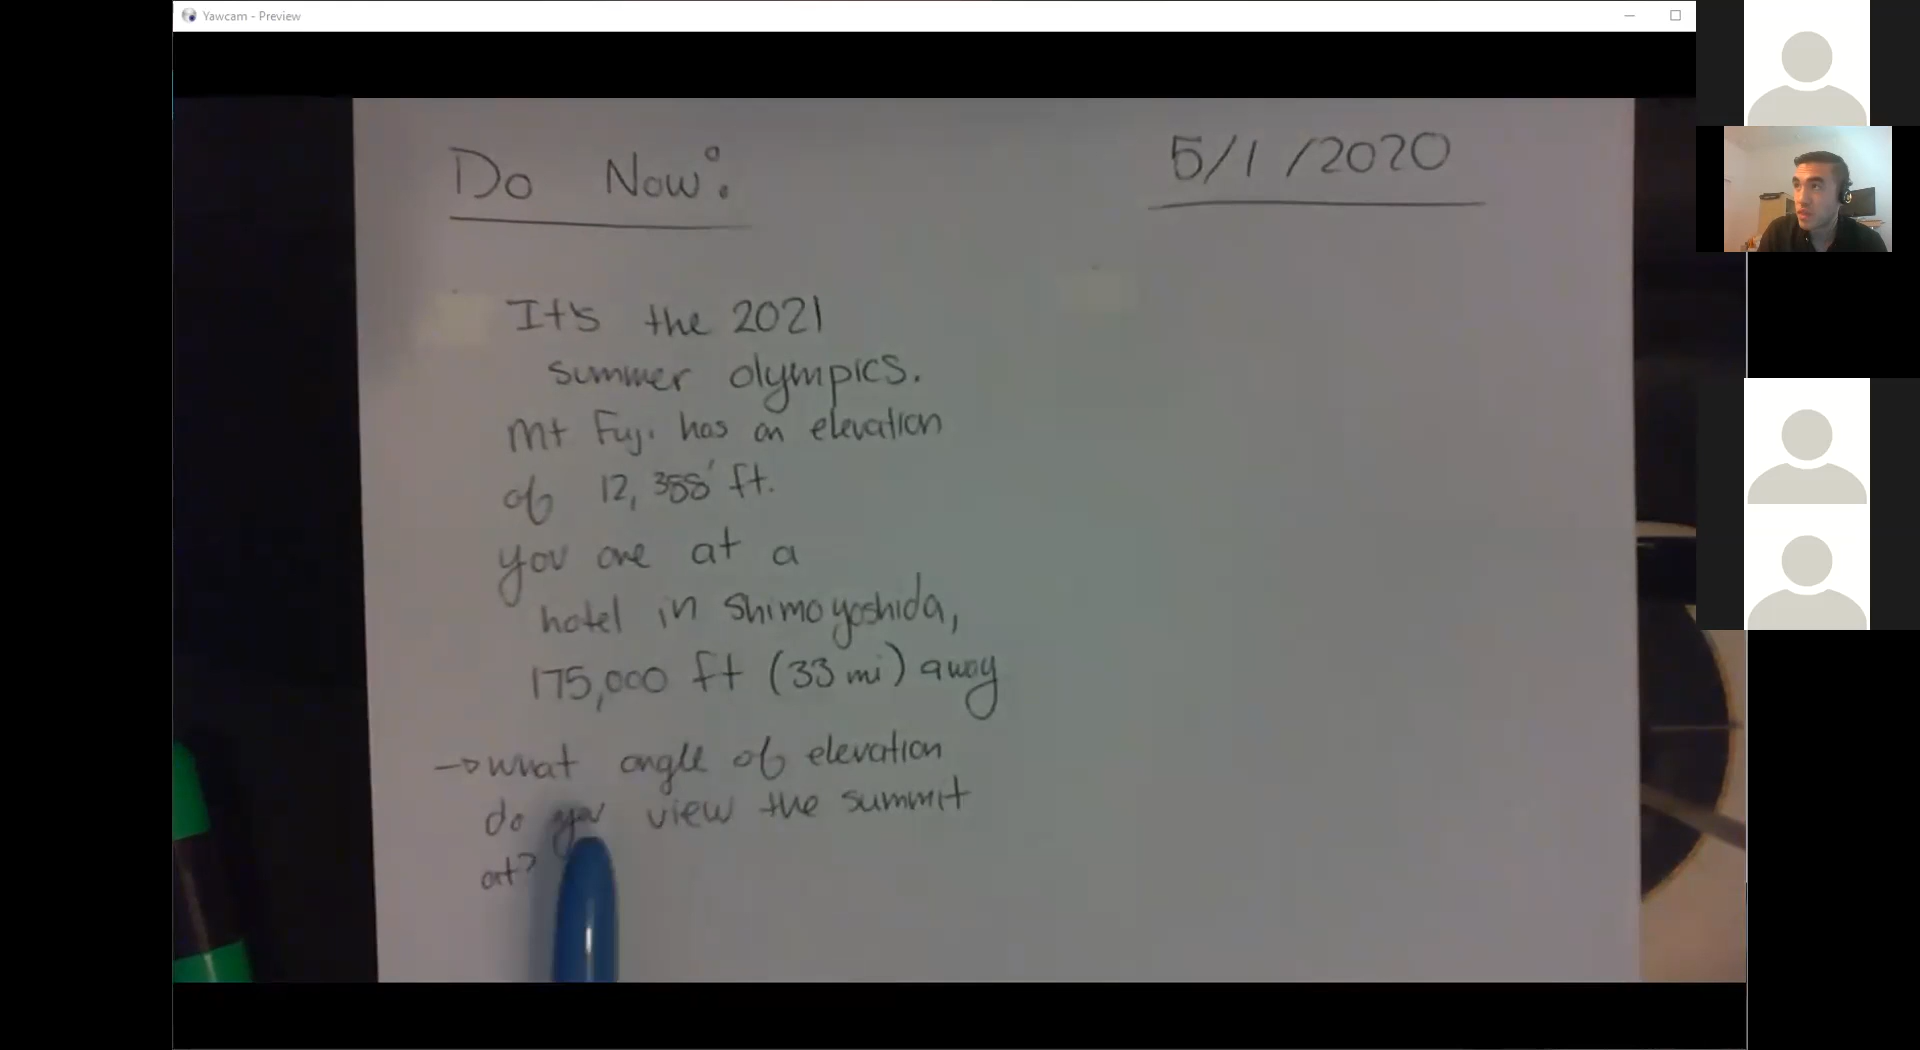 Yawcam - Preview
Do Now:
5/1/2020
It's the 2021
summer olympics.
Mt Fuji has an elevation
of 12,388' ft.
you are at a
hotel in Shimoyoshida,
175,000 ft (33 mi) away
→ what angle of elevation
do you view the summit
at?